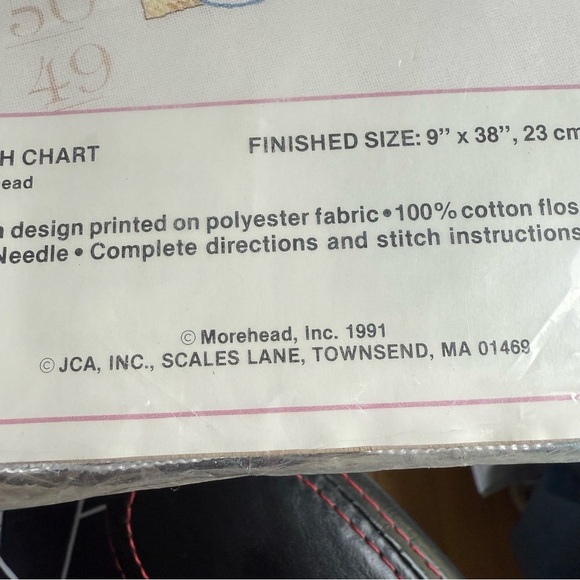 50
49
H CHART
FINISHED SIZE: 9” x 38”, 23 cm
ead
design printed on polyester fabric • 100% cotton flos
Needle • Complete directions and stitch instructions
© Morehead, Inc. 1991
© JCA, INC., SCALES LANE, TOWNSEND, MA 01469